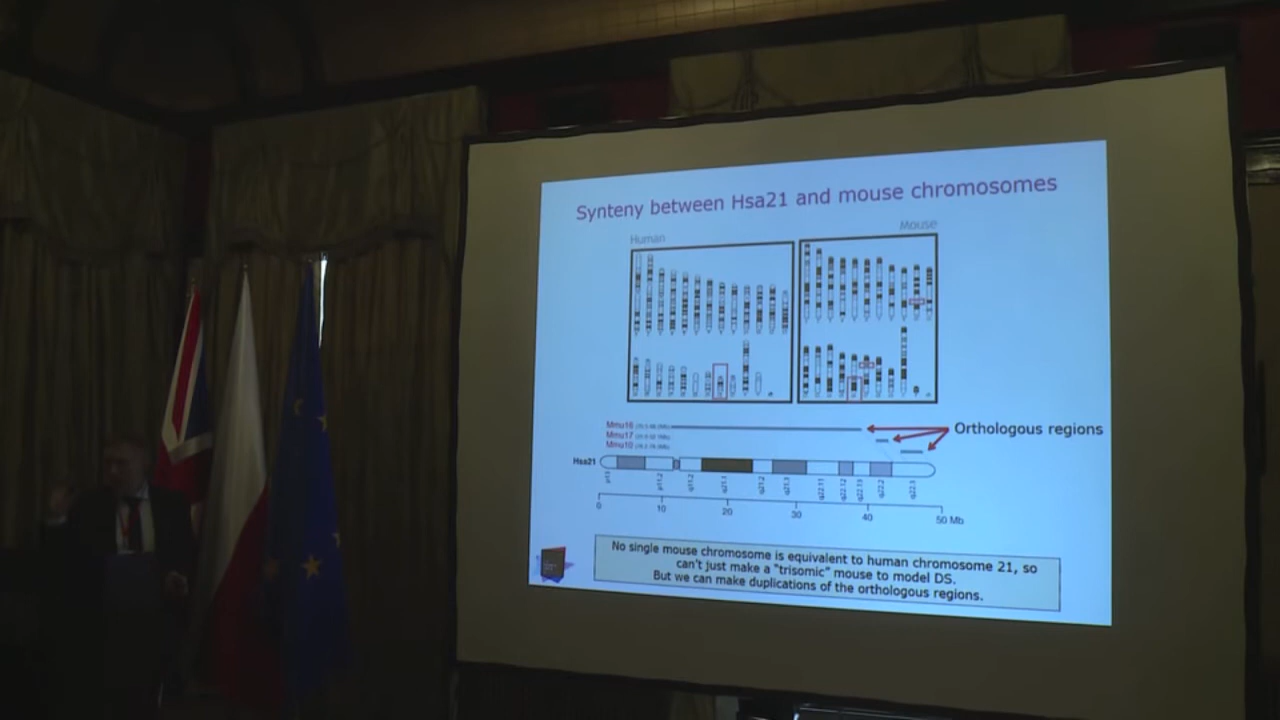 Synteny between Hsa21 and mouse chromosomes
Human
Mouse
Mmu16
Mmu17
Mmu10
Orthologous regions
Hsa21
0
10
20
30
40
50 Mb
No single mouse chromosome is equivalent to human chromosome 21, so
can't just make a "trisomic" mouse to model DS.
But we can make duplications of the orthologous regions.